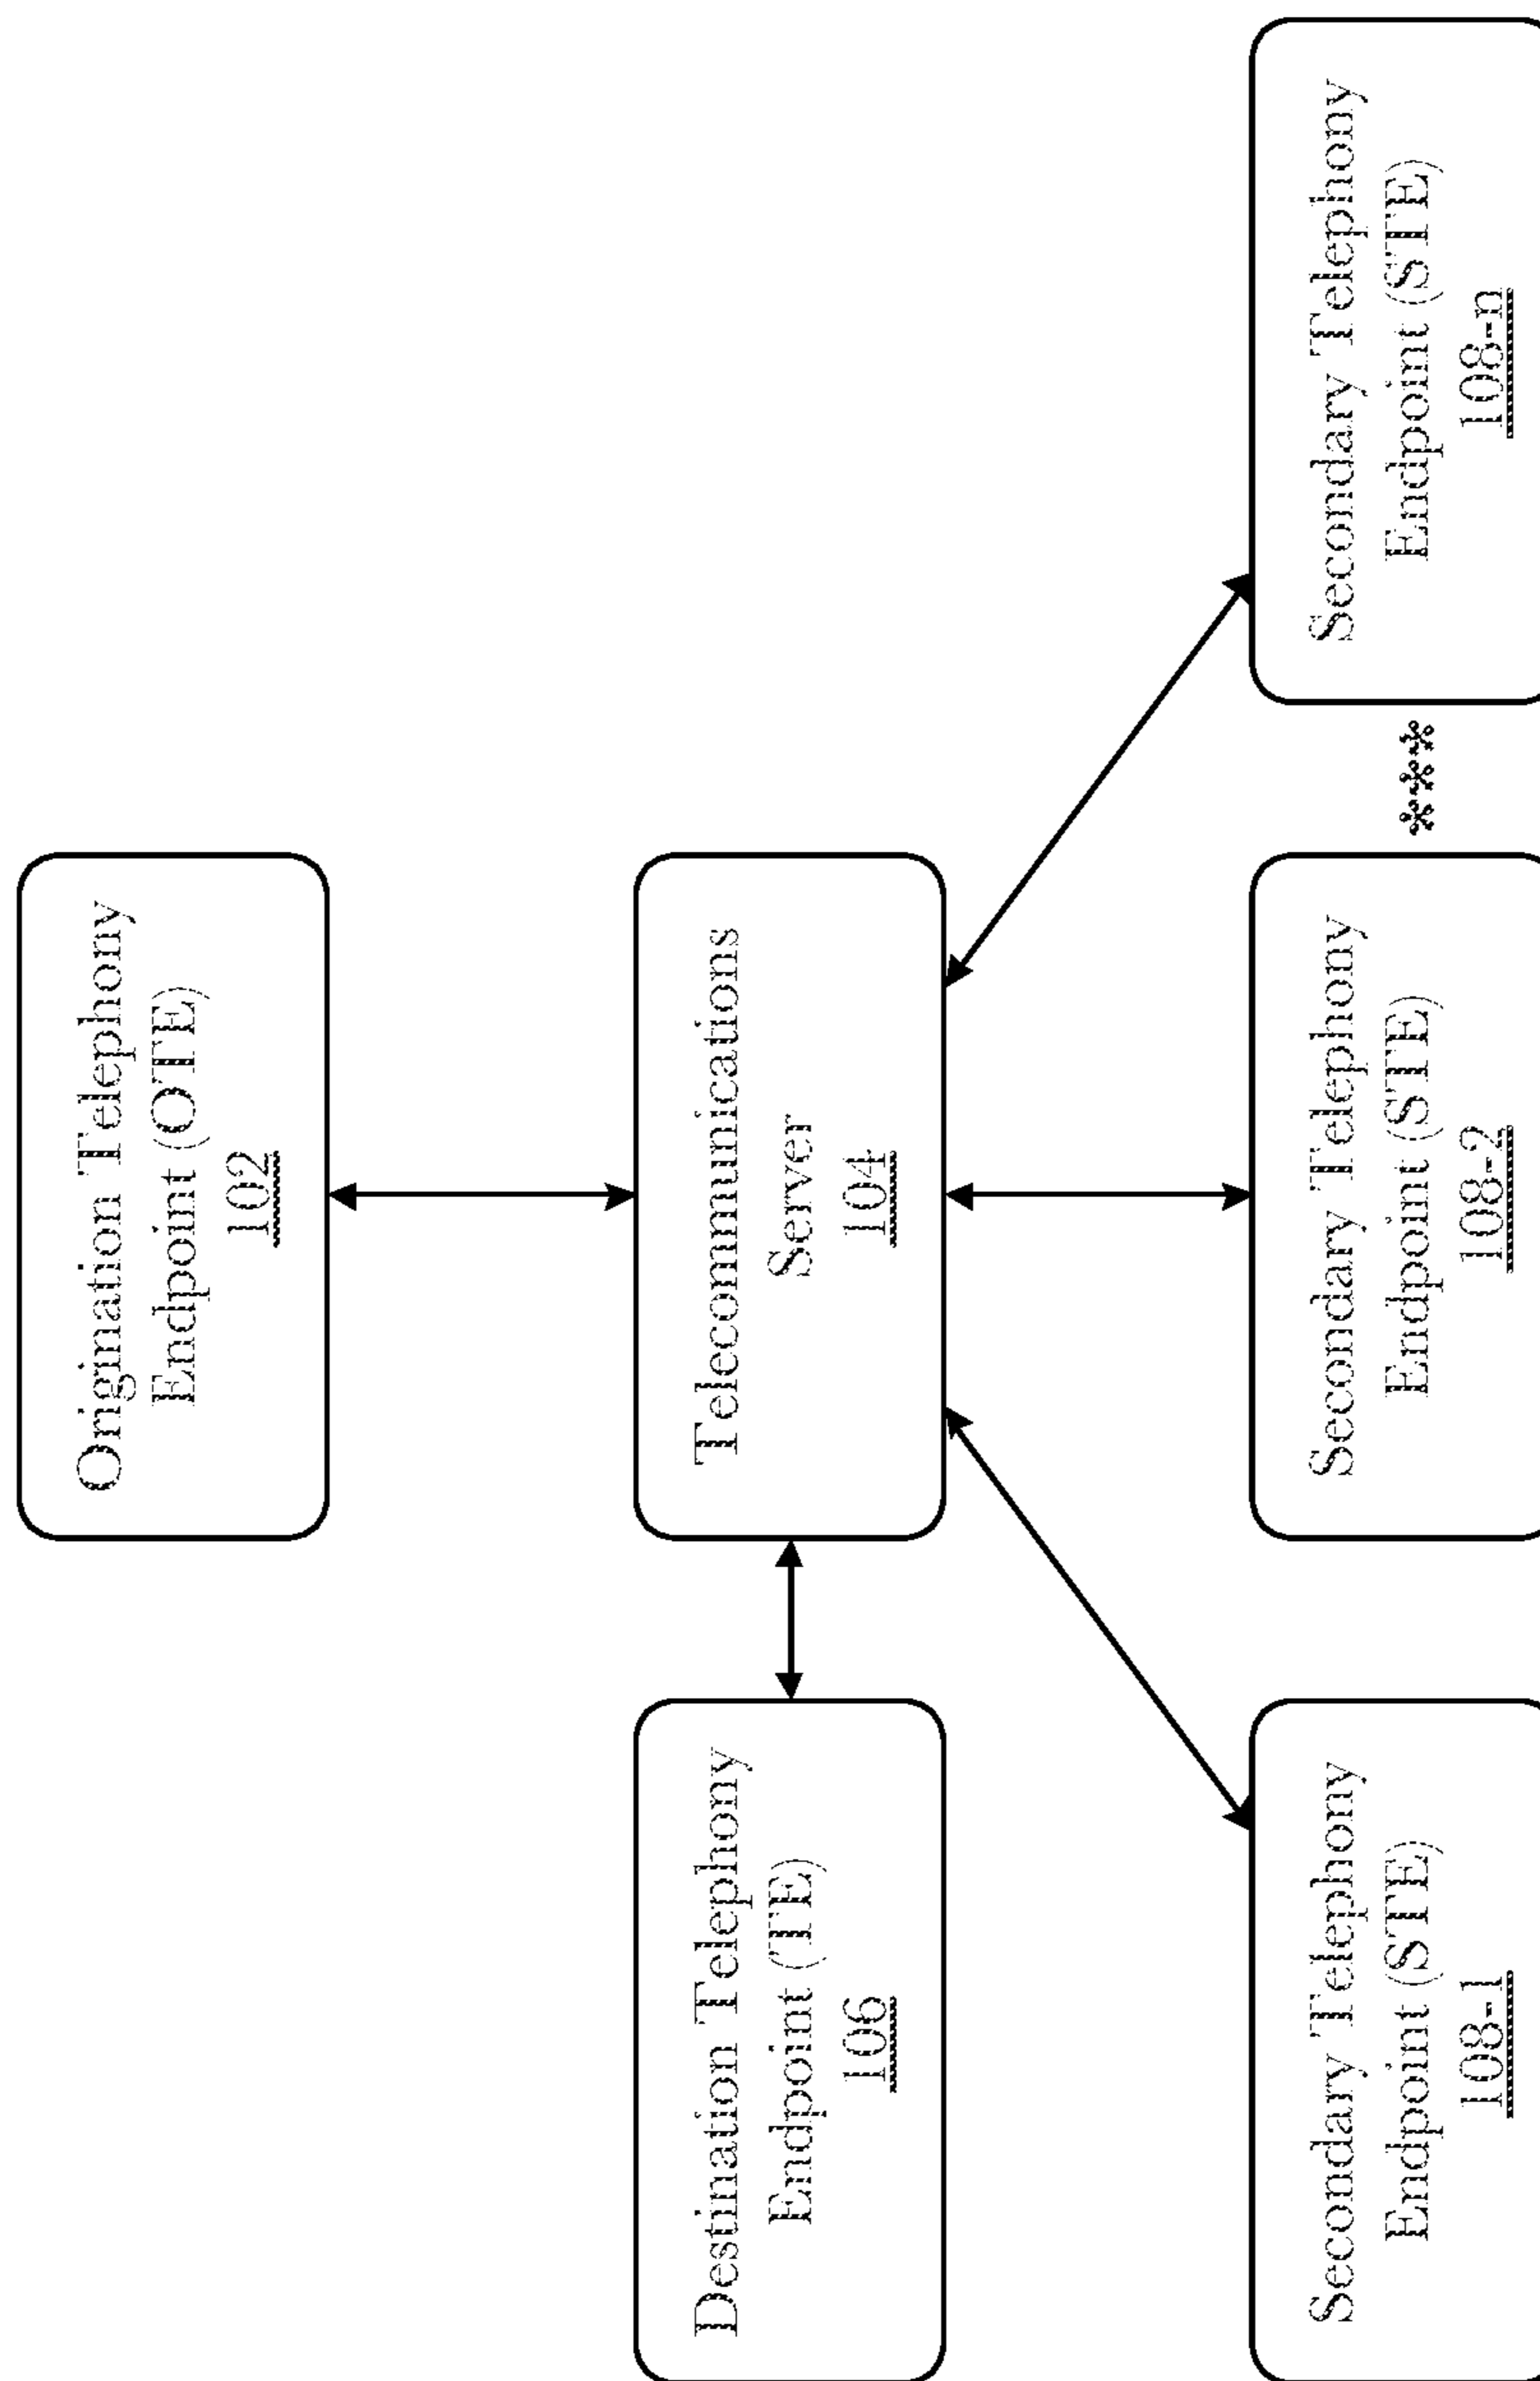 Origination Telephony
Endpoint (OTE)
102
Destination Telephony
Endpoint (TE)
106
Telecommunications
Server
104
Secondary Telephony
Endpoint (STE)
108-1
Secondary Telephony
Endpoint (STE)
108-2
***
Secondary Telephony
Endpoint (STE)
108-n